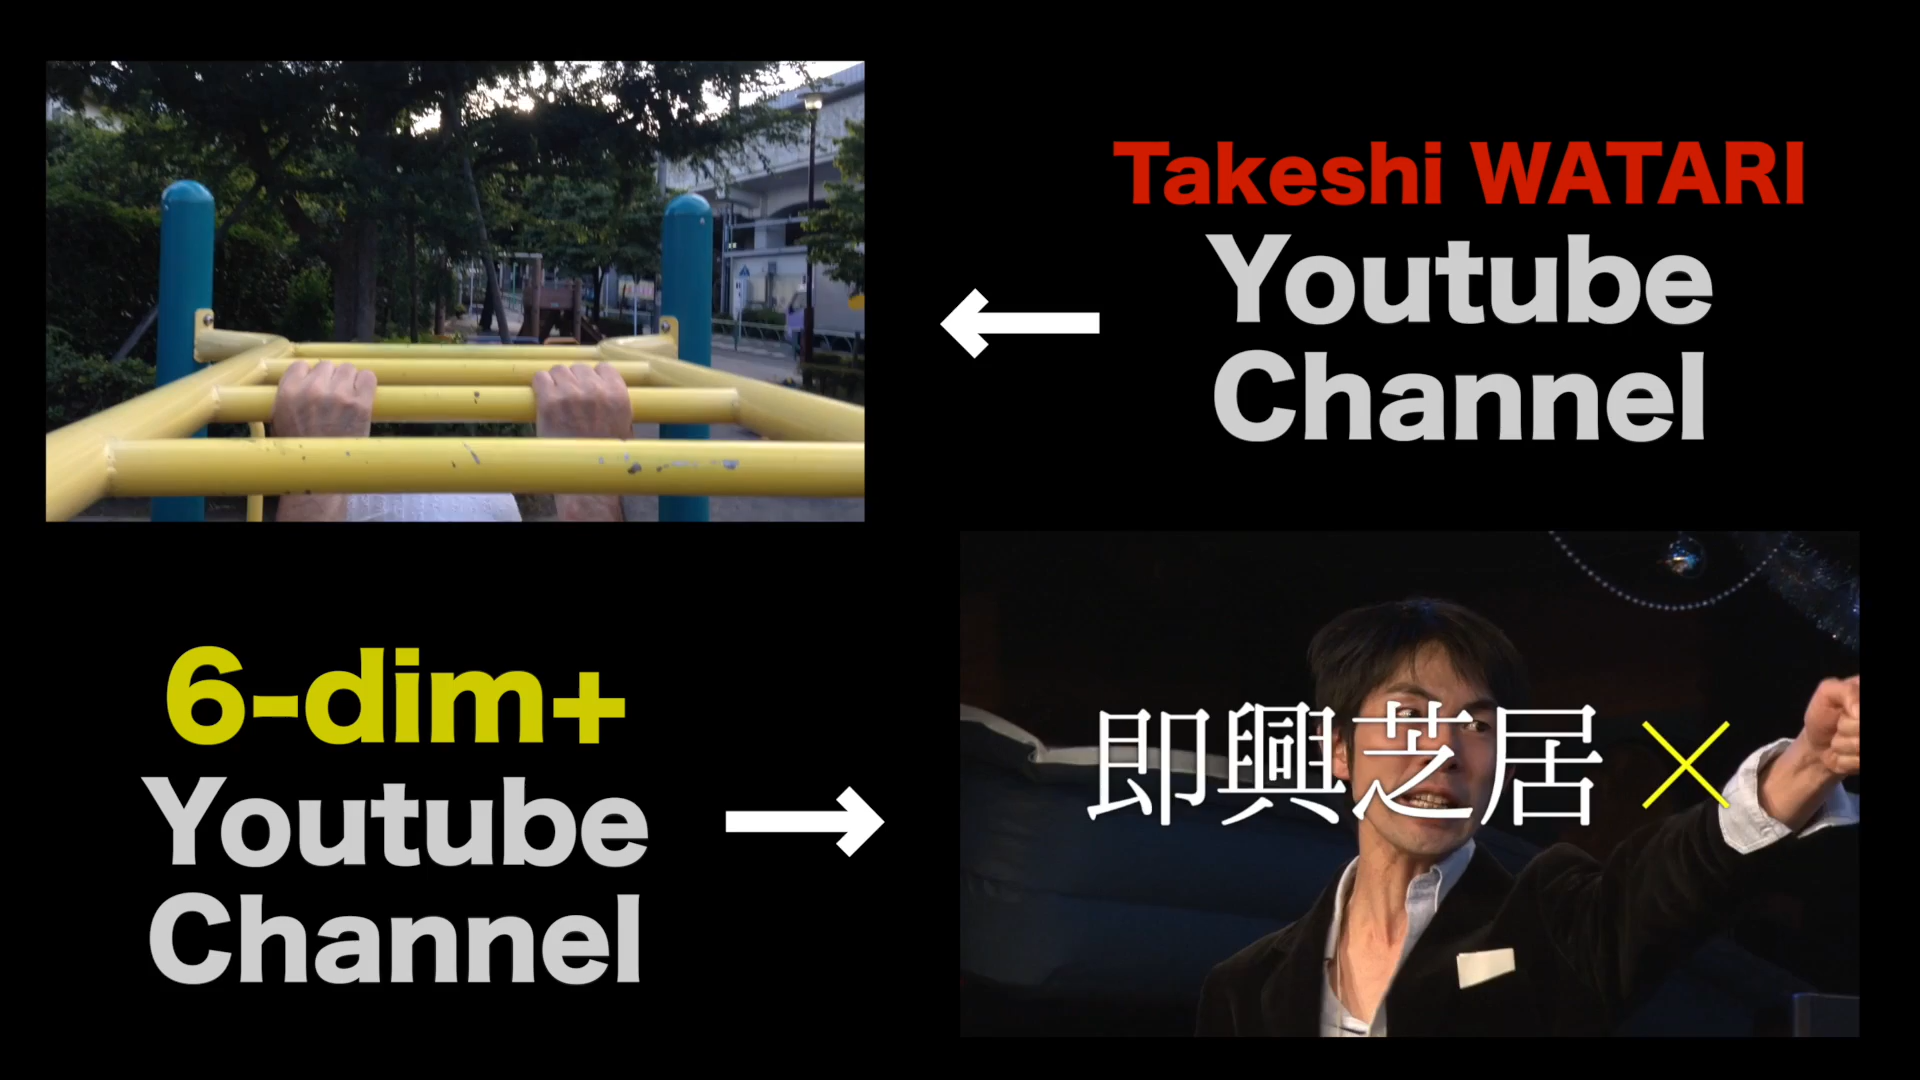 Takeshi WATARI
Youtube
Channel
6-dim+
Youtube
Channel
即興芝居×